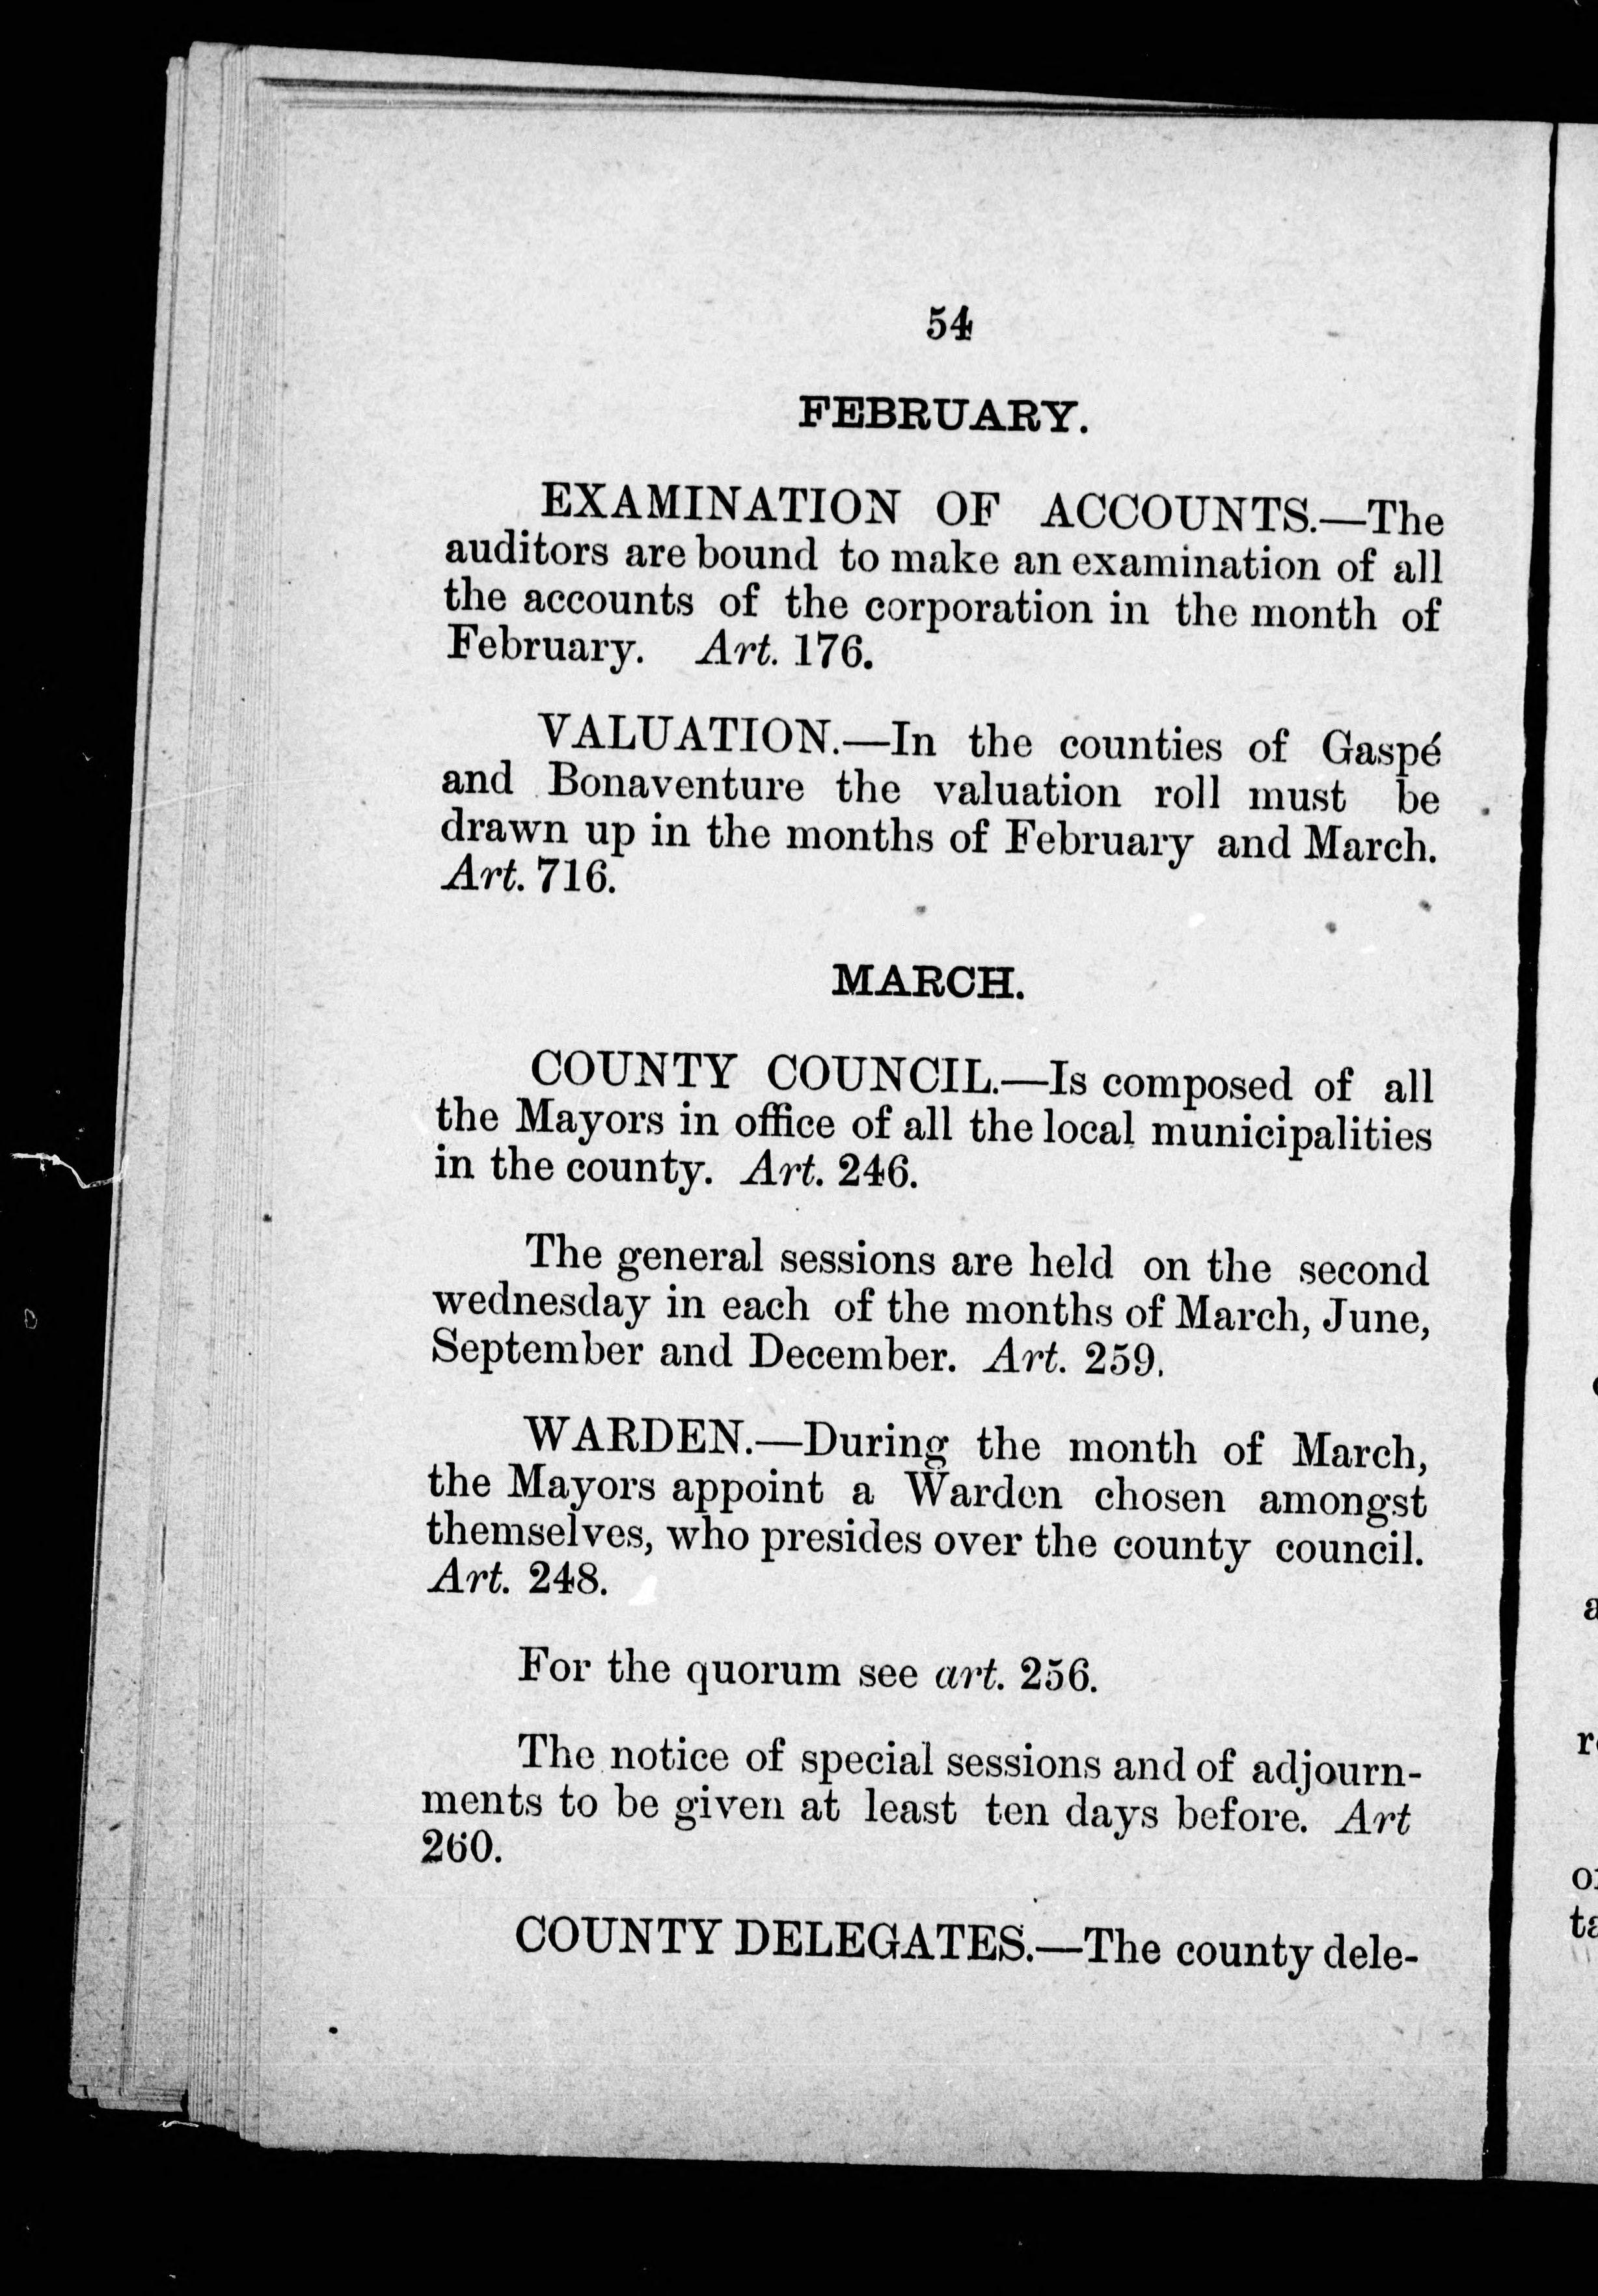 54
FEBRUARY.
EXAMINATION OF ACCOUNTS.—The
auditors are bound to make an examination of all
the accounts of the corporation in the month of
February. Art. 176.
VALUATION.—In the counties of Gaspé
and Bonaventure the valuation roll must be
drawn up in the months of February and March.
Art. 716.
MARCH.
COUNTY COUNCIL.—Is composed of all
the Mayors in office of all the local municipalities
in the county. Art. 246.
The general sessions are held on the second
wednesday in each of the months of March, June,
September and December. Art. 259.
WARDEN.—During the month of March,
the Mayors appoint a Warden chosen amongst
themselves, who presides over the county council.
Art. 248.
For the quorum see art. 256.
The notice of special sessions and of adjourn-
ments to be given at least ten days before. Art
260.
COUNTY DELEGATES.—The county dele-